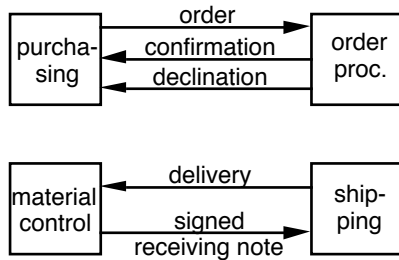 order
purcha-
sing
confirmation
declination
order
proc.
material
control
delivery
signed
receiving note
ship-
ping